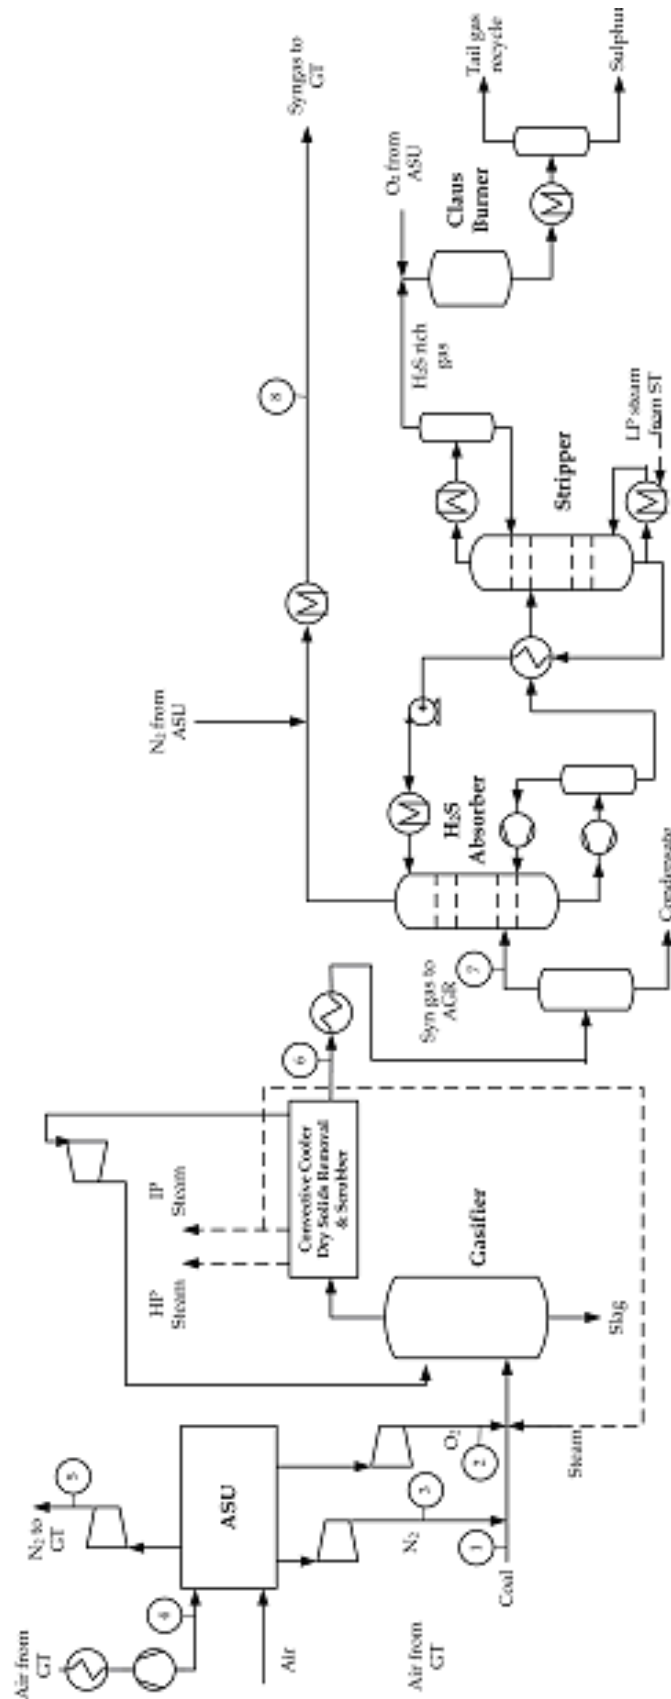 Air from
GT
4
Air
N₂ to
GT
5
ASU
Air from
GT
N₂
3
O₂
2
1
Coal
Steam
HP
Steam
IP
Steam
Convective Cooler
Dry Solids Removal
& Scrubber
Gasifier
Slag
6
Syn gas to
AGR
7
Condensate
H₂S
Absorber
N₂ from
ASU
8
Syngas to
GT
Stripper
LP steam
from ST
H₂S rich
gas
O₂ from
ASU
Claus
Burner
Tail gas
recycle
Sulphur